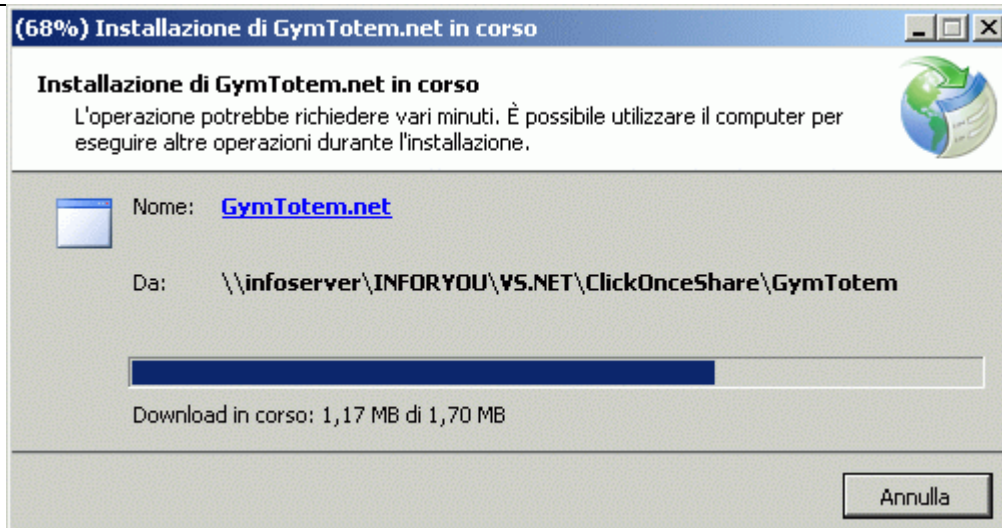 (68%) Installazione di GymTotem.net in corso
Installazione di GymTotem.net in corso
L'operazione potrebbe richiedere vari minuti. È possibile utilizzare il computer per
eseguire altre operazioni durante l'installazione.
Nome: GymTotem.net
Da: \\infoserver\INFORYOU\VS.NET\ClickOnceShare\GymTotem
Download in corso: 1,17 MB di 1,70 MB
Annulla